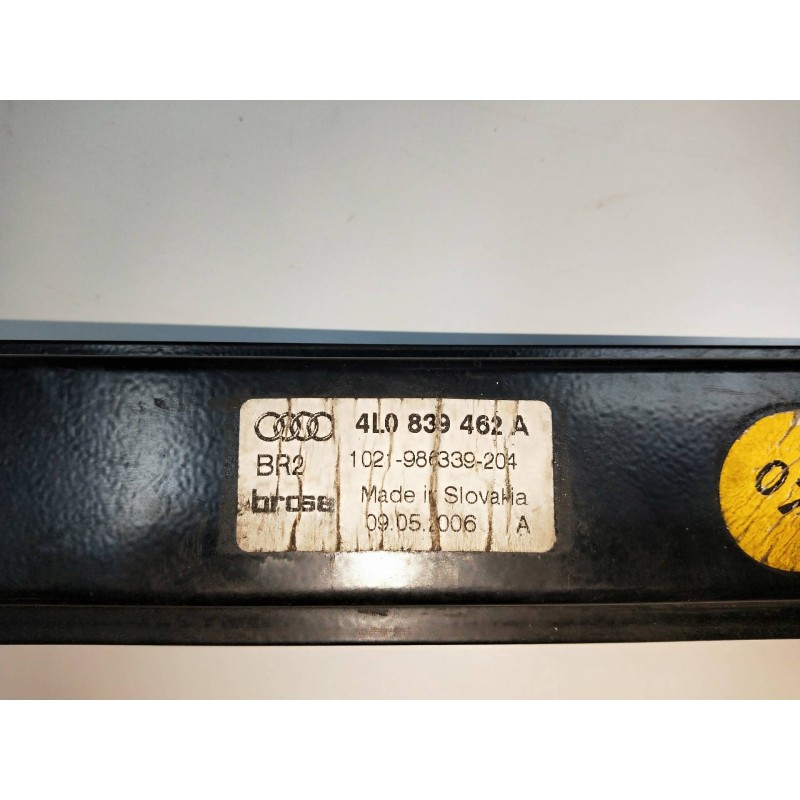 4L0 839 462 A
BR2 1021-986339-204
brose Made in Slovakia
09.05.2006 A